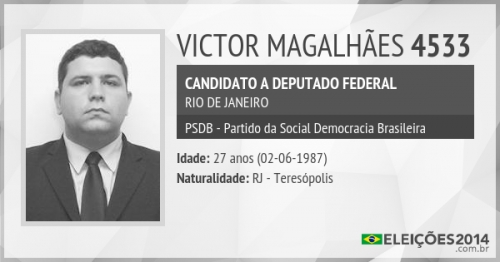 VICTOR MAGALHÃES 4533
CANDIDATO A DEPUTADO FEDERAL
RIO DE JANEIRO
PSDB - Partido da Social Democracia Brasileira
Idade: 27 anos (02-06-1987)
Naturalidade: RJ - Teresópolis
ELEIÇÕES2014
.com.br